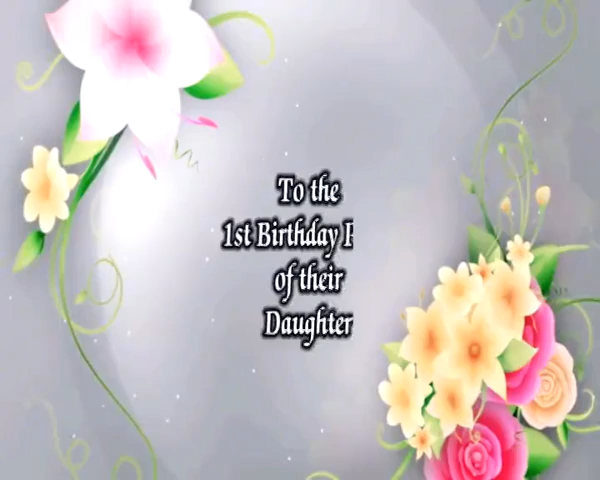 To the
1st Birthday
of their
Daughter